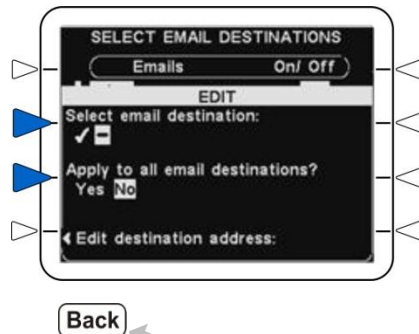 SELECT EMAIL DESTINATIONS
Emails On/ Off
EDIT
Select email destination:
✓ –
Apply to all email destinations?
Yes No
Edit destination address:
Back